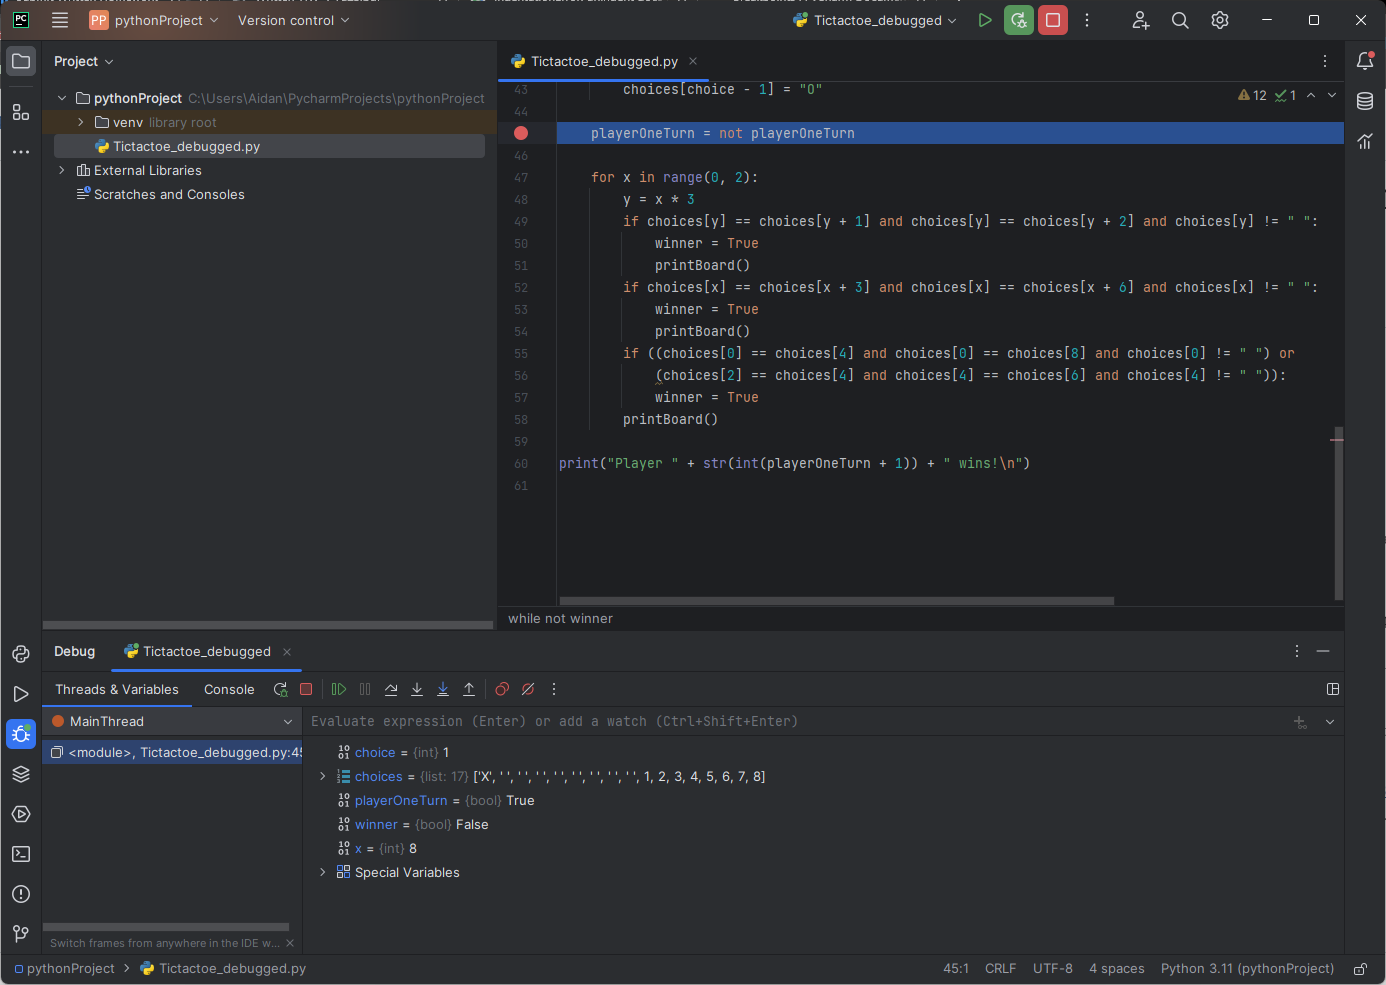 PC PP pythonProject Version control Tictactoe_debugged
Project
pythonProject C:\Users\Aidan\PycharmProjects\pythonProject
venv library root
Tictactoe_debugged.py
External Libraries
Scratches and Consoles
Tictactoe_debugged.py
12 1
43 choices[choice - 1] = "O"
44
playerOneTurn = not playerOneTurn
46
47 for x in range(0, 2):
48 y = x * 3
49 if choices[y] == choices[y + 1] and choices[y] == choices[y + 2] and choices[y] != " ":
50 winner = True
51 printBoard()
52 if choices[x] == choices[x + 3] and choices[x] == choices[x + 6] and choices[x] != " ":
53 winner = True
54 printBoard()
55 if ((choices[0] == choices[4] and choices[0] == choices[8] and choices[0] != " ") or
56 (choices[2] == choices[4] and choices[4] == choices[6] and choices[4] != " ")):
57 winner = True
58 printBoard()
59
60 print("Player " + str(int(playerOneTurn + 1)) + " wins!\n")
61
while not winner
Debug Tictactoe_debugged
Threads & Variables Console
MainThread
Evaluate expression (Enter) or add a watch (Ctrl+Shift+Enter)
<module>, Tictactoe_debugged.py:45
choice = {int} 1
choices = {list: 17} ['X', ' ', ' ', ' ', ' ', ' ', ' ', ' ', ' ', 1, 2, 3, 4, 5, 6, 7, 8]
playerOneTurn = {bool} True
winner = {bool} False
x = {int} 8
Special Variables
Switch frames from anywhere in the IDE w...
pythonProject Tictactoe_debugged.py
45:1 CRLF UTF-8 4 spaces Python 3.11 (pythonProject)